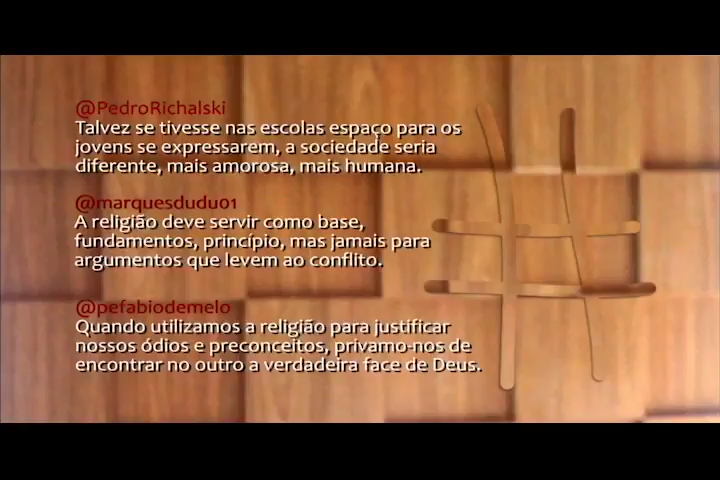 @PedroRichalski
Talvez se tivesse nas escolas espaço para os
jovens se expressarem, a sociedade seria
diferente, mais amorosa, mais humana.
@marquesdudu01
A religião deve servir como base,
fundamentos, princípio, mas jamais para
argumentos que levem ao conflito.
@pefabiodemelo
Quando utilizamos a religião para justificar
nossos ódios e preconceitos, privamo-nos de
encontrar no outro a verdadeira face de Deus.